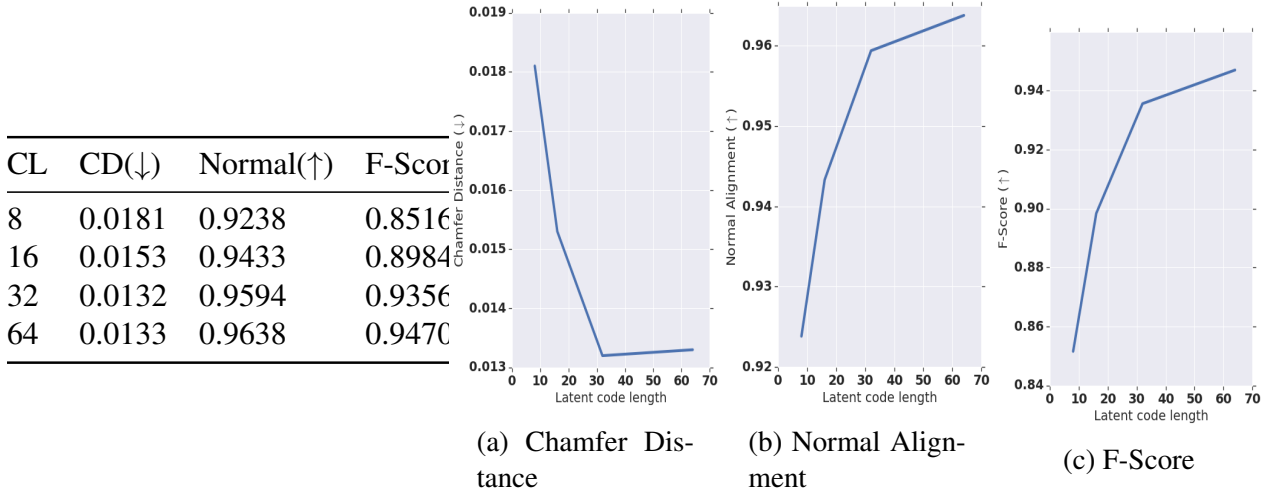 CL CD(↓) Normal(↑) F-Scor
8 0.0181 0.9238 0.8516
16 0.0153 0.9433 0.8984
32 0.0132 0.9594 0.9356
64 0.0133 0.9638 0.9470
Chamfer Distance (↓)
0.019
0.018
0.017
0.016
0.015
0.014
0.013
0 10 20 30 40 50 60 70
Latent code length
(a) Chamfer Dis-
tance
Normal Alignment (↑)
0.96
0.95
0.94
0.93
0.92
0 10 20 30 40 50 60 70
Latent code length
(b) Normal Align-
ment
F-Score (↑)
0.94
0.92
0.90
0.88
0.86
0.84
0 10 20 30 40 50 60 70
Latent code length
(c) F-Score